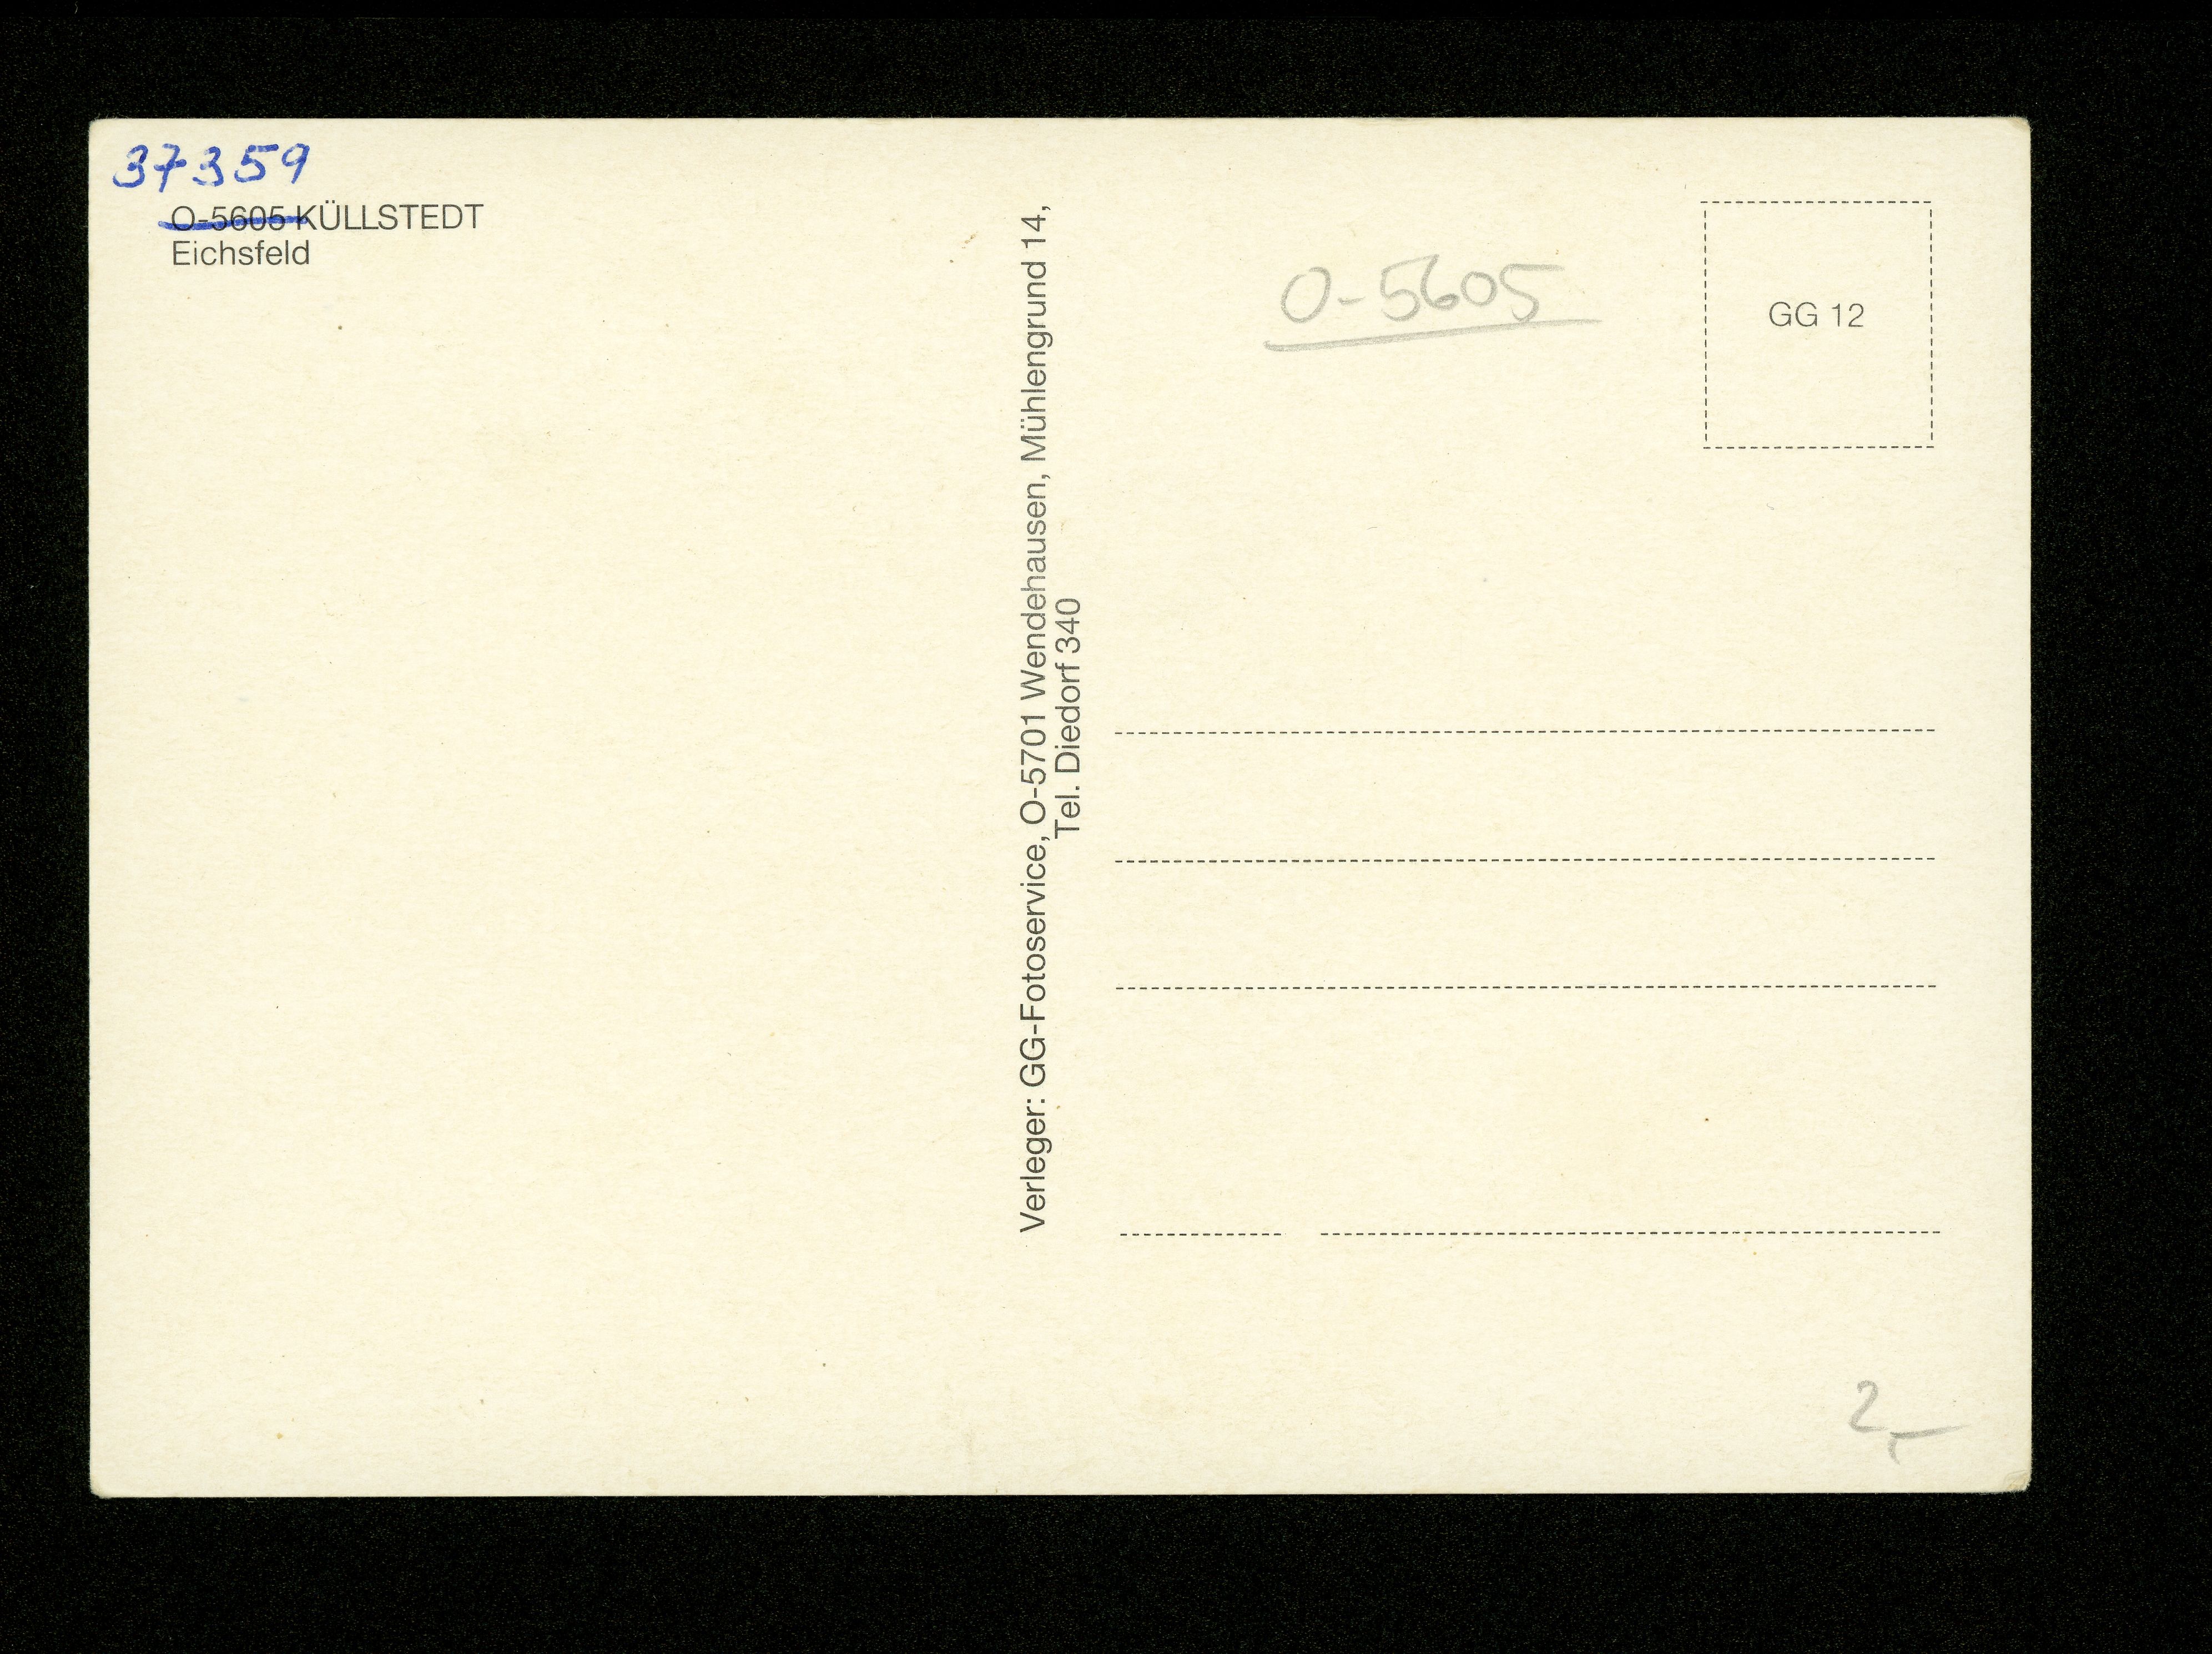 37359
O-5605 KÜLLSTEDT
Eichsfeld
Verleger: GG-Fotoservice, O-5701 Wendehausen, Mühlengrund 14,
Tel. Diedorf 340
O-5605
GG 12
2,-